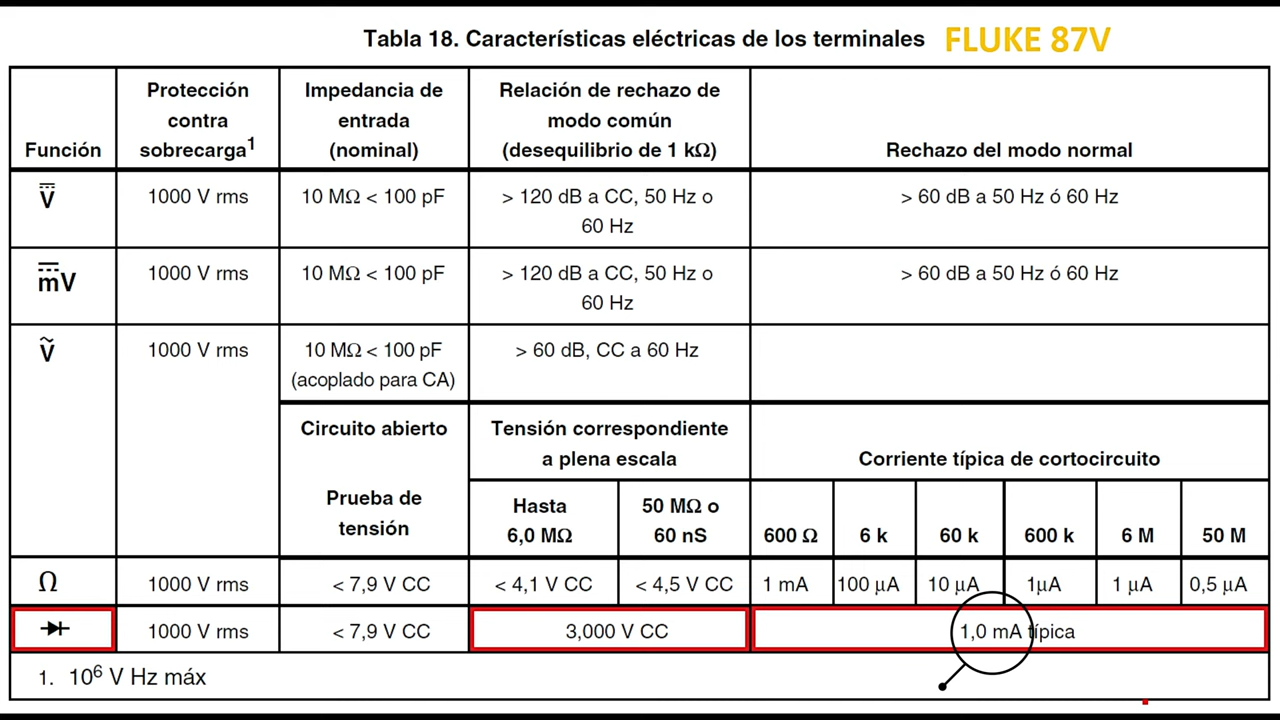 Tabla 18. Características eléctricas de los terminales FLUKE 87V
Función
Protección
contra
sobrecarga1
Impedancia de
entrada
(nominal)
Relación de rechazo de
modo común
(desequilibrio de 1 kΩ)
Rechazo del modo normal
V
1000 V rms
10 MΩ < 100 pF
> 120 dB a CC, 50 Hz o
60 Hz
> 60 dB a 50 Hz ó 60 Hz
mV
1000 V rms
10 MΩ < 100 pF
> 120 dB a CC, 50 Hz o
60 Hz
> 60 dB a 50 Hz ó 60 Hz
Ṽ
1000 V rms
10 MΩ < 100 pF
(acoplado para CA)
> 60 dB, CC a 60 Hz
Circuito abierto
Prueba de
tensión
Tensión correspondiente
a plena escala
Corriente típica de cortocircuito
Hasta
6,0 MΩ
50 MΩ o
60 nS
600 Ω
6 k
60 k
600 k
6 M
50 M
Ω
1000 V rms
< 7,9 V CC
< 4,1 V CC
< 4,5 V CC
1 mA
100 µA
10 µA
1µA
1 µA
0,5 µA
1000 V rms
< 7,9 V CC
3,000 V CC
1,0 mA típica
1. 10⁶ V Hz máx